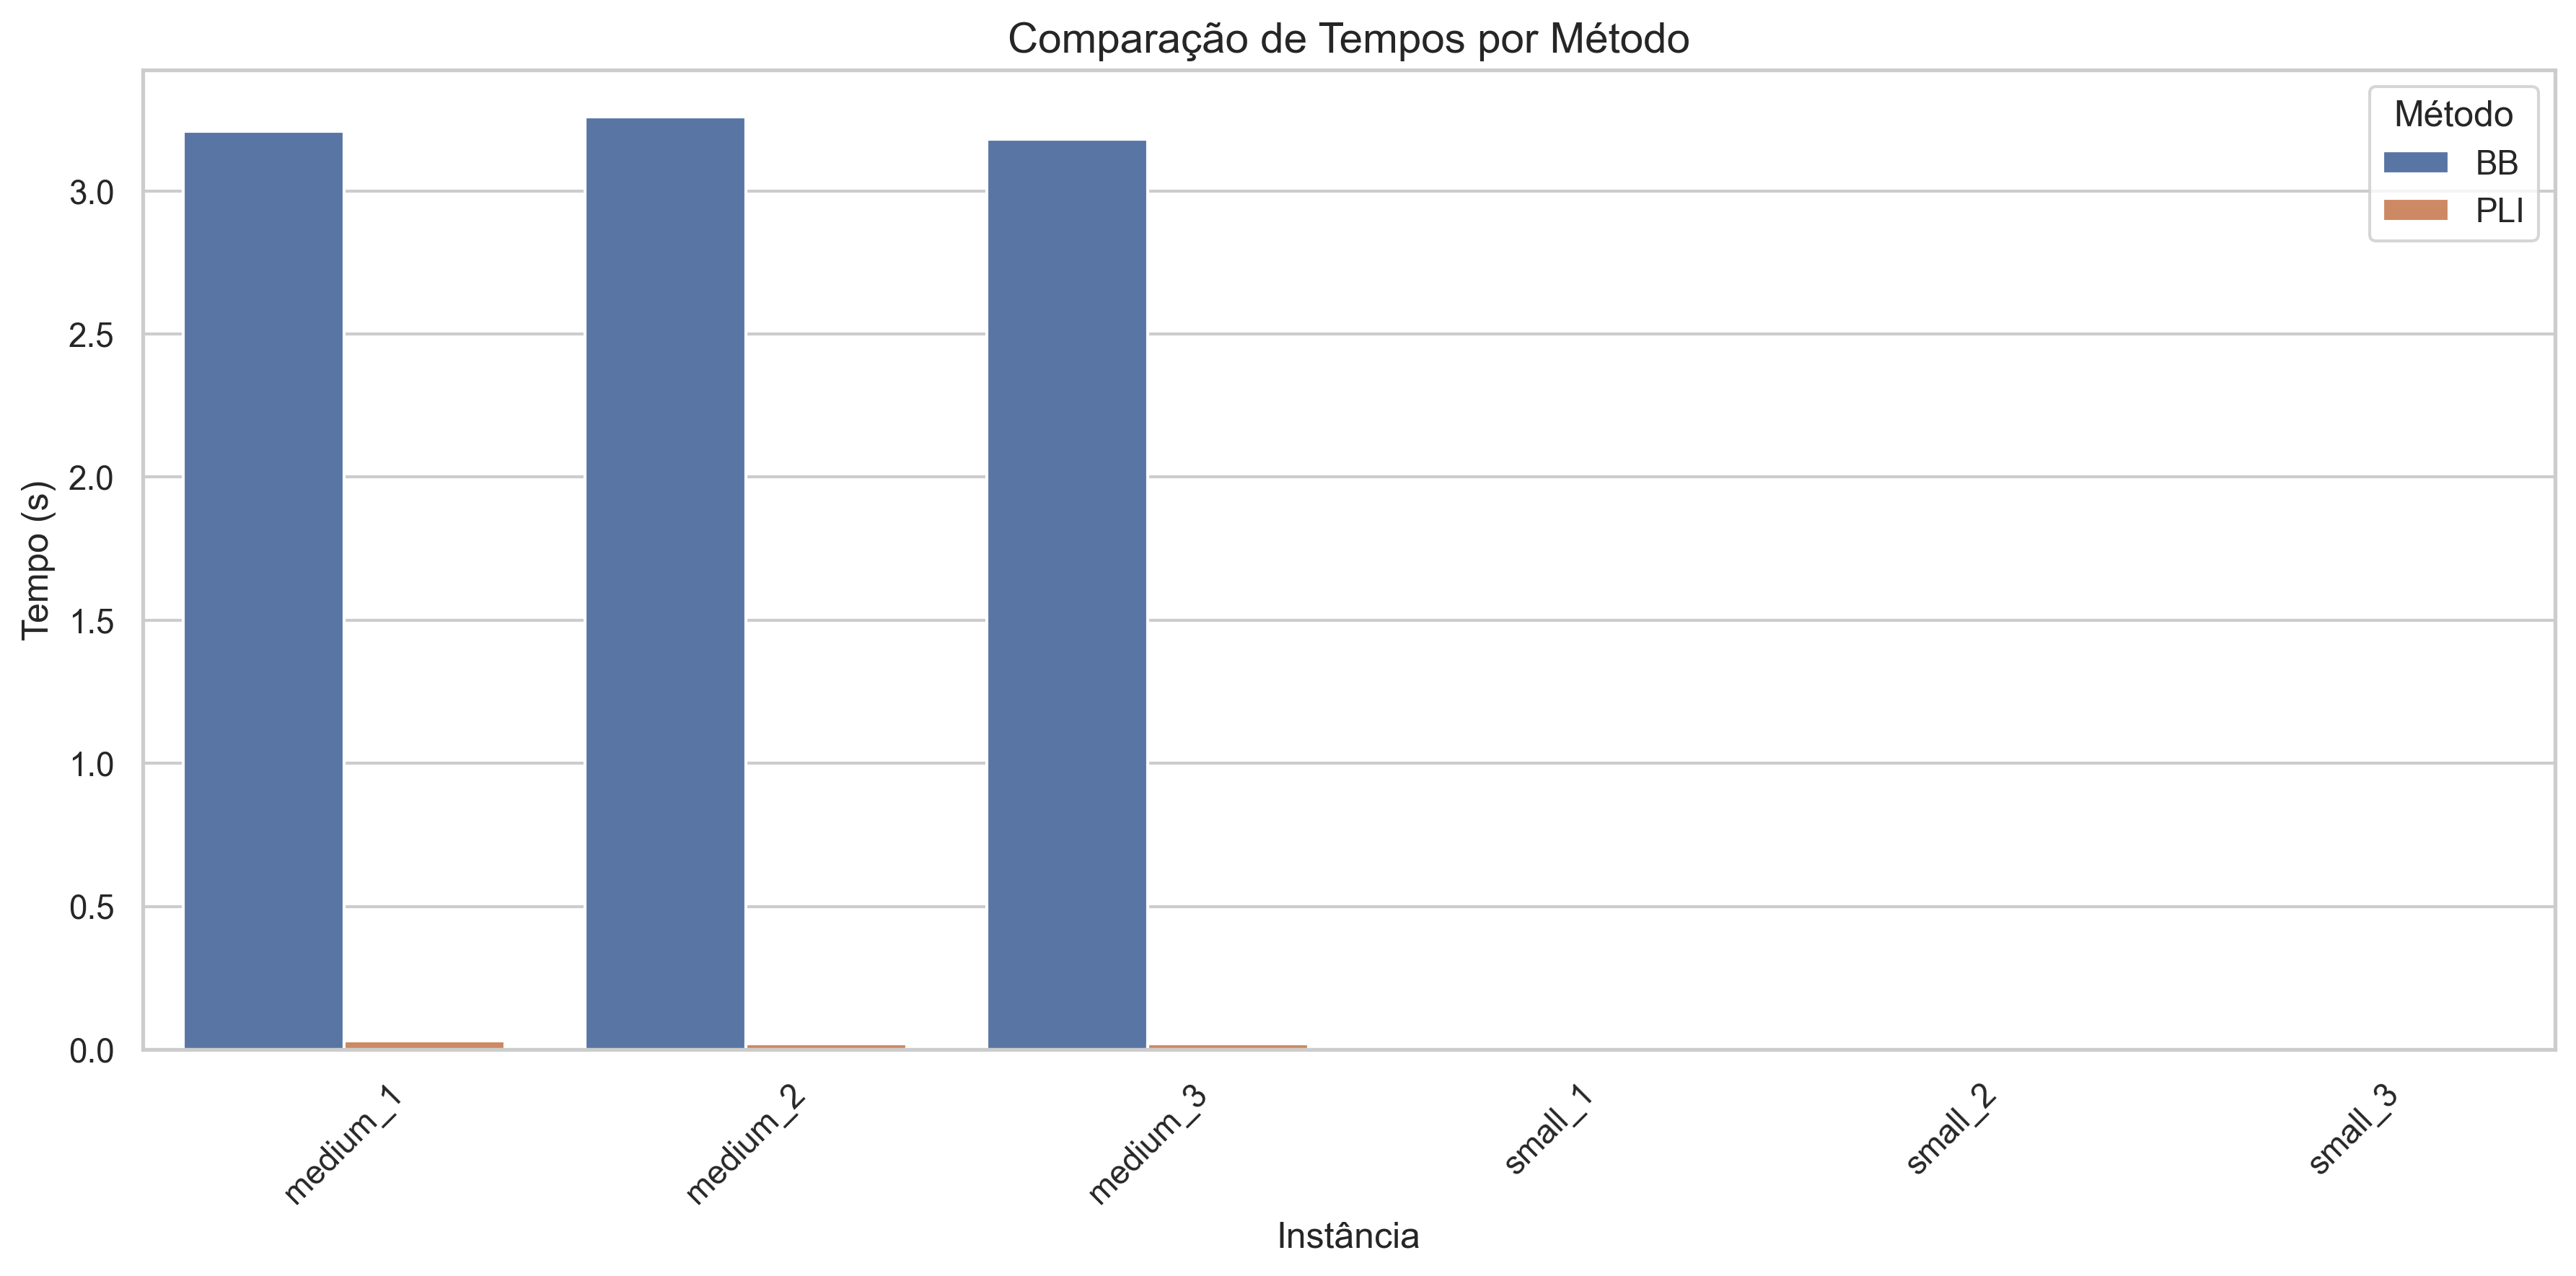 Comparação de Tempos por Método
Método
BB
PLI
Tempo (s)
3.0
2.5
2.0
1.5
1.0
0.5
0.0
medium_1
medium_2
medium_3
small_1
small_2
small_3
Instância